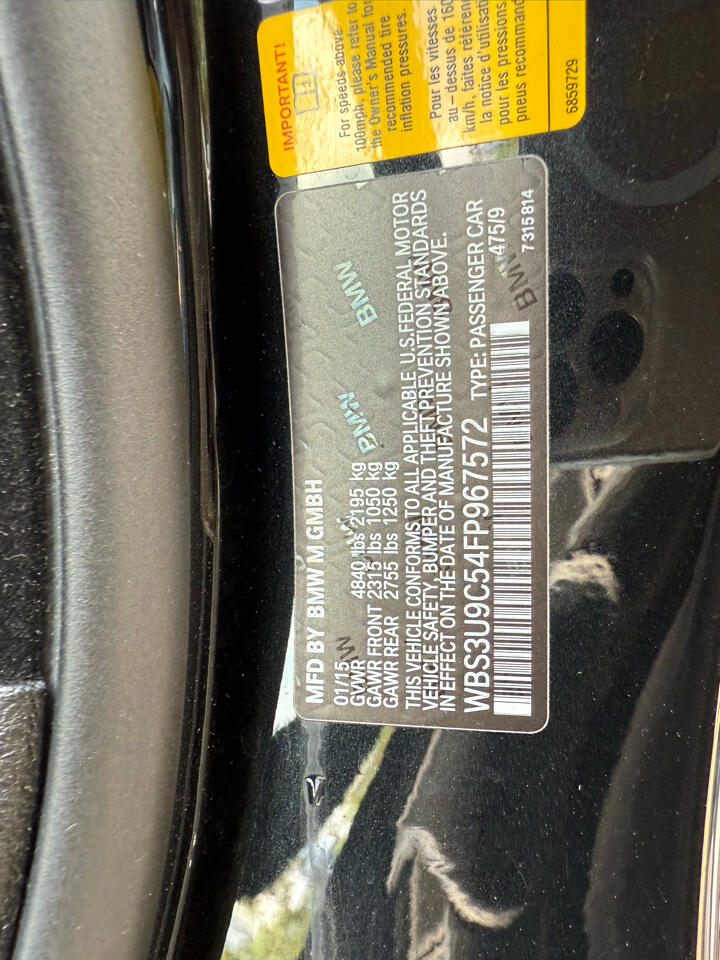 MFD BY BMW M GMBH
01/15
GVWR 4840 lbs 2195 kg
GAWR FRONT 2315 lbs 1050 kg
GAWR REAR 2755 lbs 1250 kg
THIS VEHICLE CONFORMS TO ALL APPLICABLE U.S.FEDERAL MOTOR
VEHICLE SAFETY, BUMPER AND THEFT PREVENTION STANDARDS
IN EFFECT ON THE DATE OF MANUFACTURE SHOWN ABOVE.
WBS3U9C54FP967572 TYPE: PASSENGER CAR
475/9
7315814
BMW
BMW
BMW
IMPORTANT!
For speeds above
100mph, please refer to
the Owner's Manual for
recommended tire
inflation pressures.
Pour les vitesses
au-dessus de 160
km/h, faites
la notice d'utilisati
pour les pressions
pneus
6859729